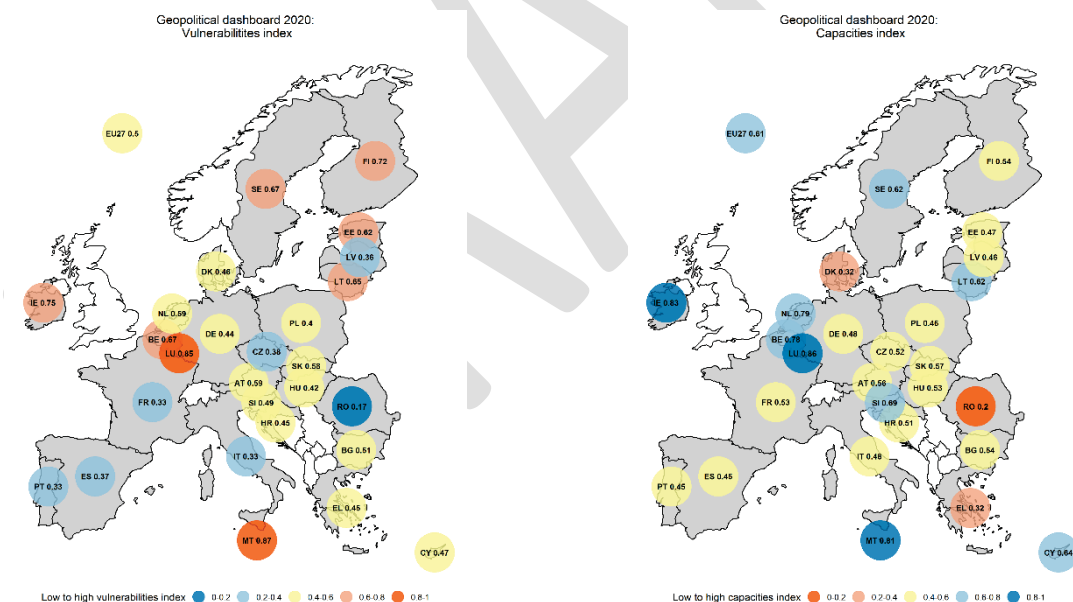 Geopolitical dashboard 2020:
Vulnerabilitites index
EU27 0.5
FI 0.72
SE 0.67
EE 0.62
LV 0.36
DK 0.46
LT 0.65
IE 0.75
NL 0.59
PL 0.4
DE 0.44
BE 0.67
LU 0.85
CZ 0.38
SK 0.58
AT 0.59
HU 0.42
FR 0.33
SI 0.49
RO 0.17
HR 0.45
BG 0.51
IT 0.33
ES 0.37
PT 0.33
EL 0.45
MT 0.87
CY 0.47
Low to high vulnerabilities index 0-0.2 0.2-0.4 0.4-0.6 0.6-0.8 0.8-1
Geopolitical dashboard 2020:
Capacities index
EU27 0.61
FI 0.54
SE 0.62
EE 0.47
LV 0.46
DK 0.32
LT 0.62
IE 0.83
NL 0.79
PL 0.46
DE 0.48
BE 0.78
LU 0.86
CZ 0.52
SK 0.57
AT 0.56
HU 0.53
FR 0.53
SI 0.69
RO 0.2
HR 0.51
BG 0.54
IT 0.48
ES 0.45
PT 0.45
EL 0.32
MT 0.81
CY 0.64
Low to high capacities index 0-0.2 0.2-0.4 0.4-0.6 0.6-0.8 0.8-1